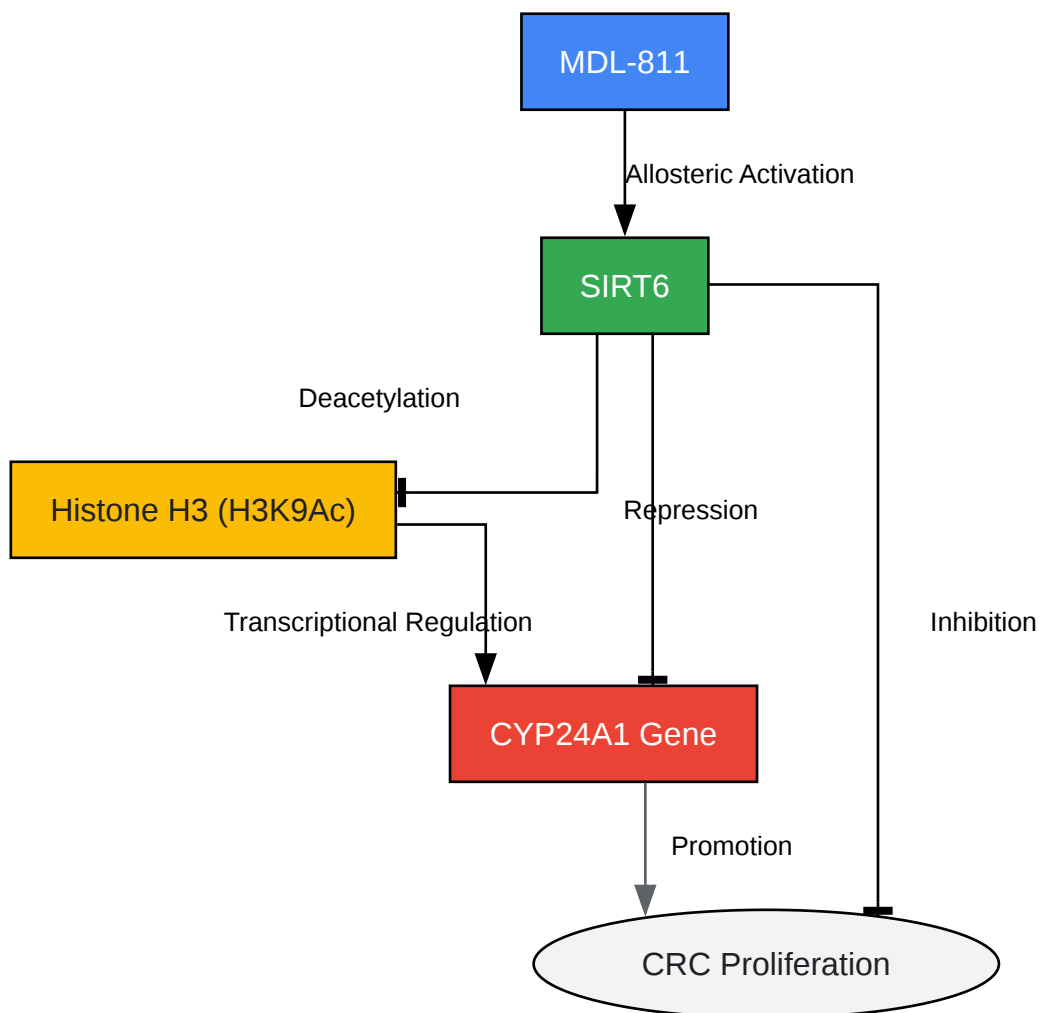 MDL-811
Allosteric Activation
SIRT6
Deacetylation
Histone H3 (H3K9Ac)
Repression
Transcriptional Regulation
Inhibition
CYP24A1 Gene
Promotion
CRC Proliferation